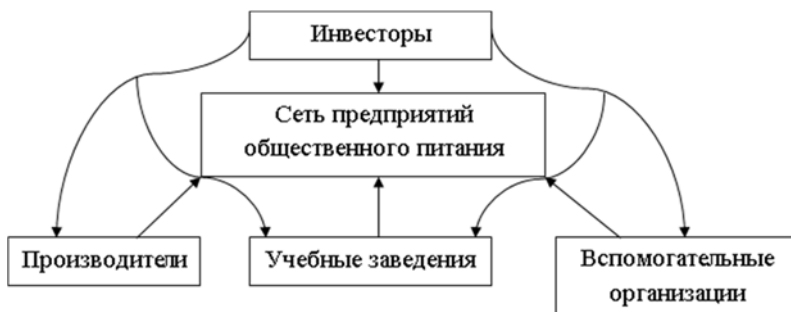 Инвесторы
Сеть предприятий
общественного питания
Производители
Учебные заведения
Вспомогательные
организации